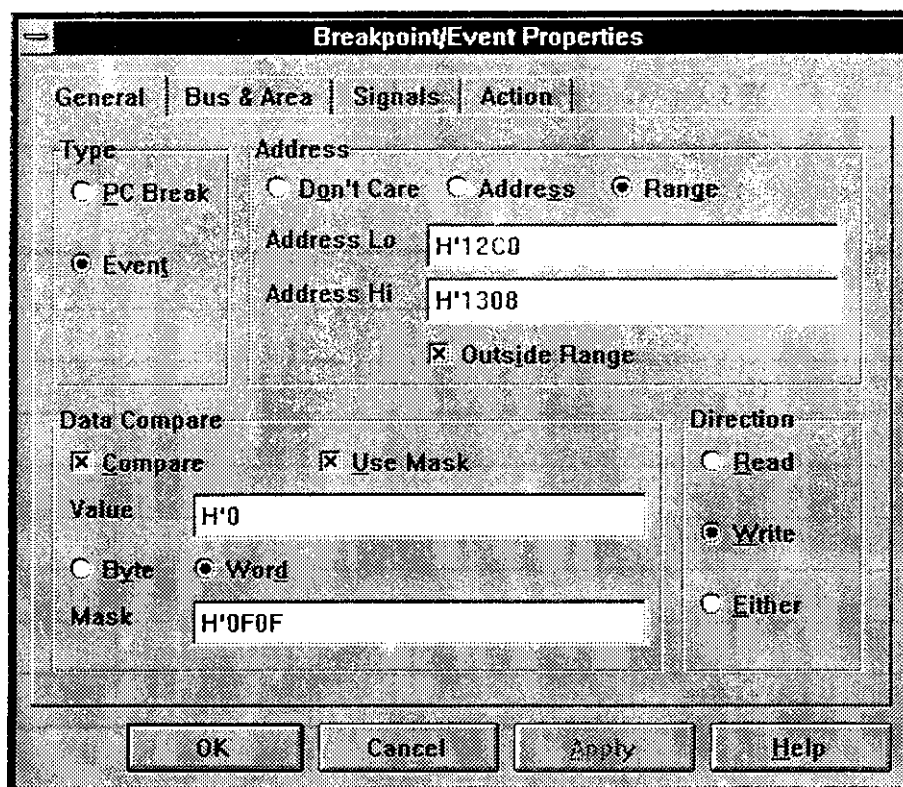 Breakpoint/Event Properties
General Bus & Area Signals Action
Type
PC Break
Event
Address
Don't Care Address Range
Address Lo H'12C0
Address Hi H'1308
Outside Range
Data Compare
Compare Use Mask
Value H'0
Byte Word
Mask H'0F0F
Direction
Read
Write
Either
OK Cancel Apply Help